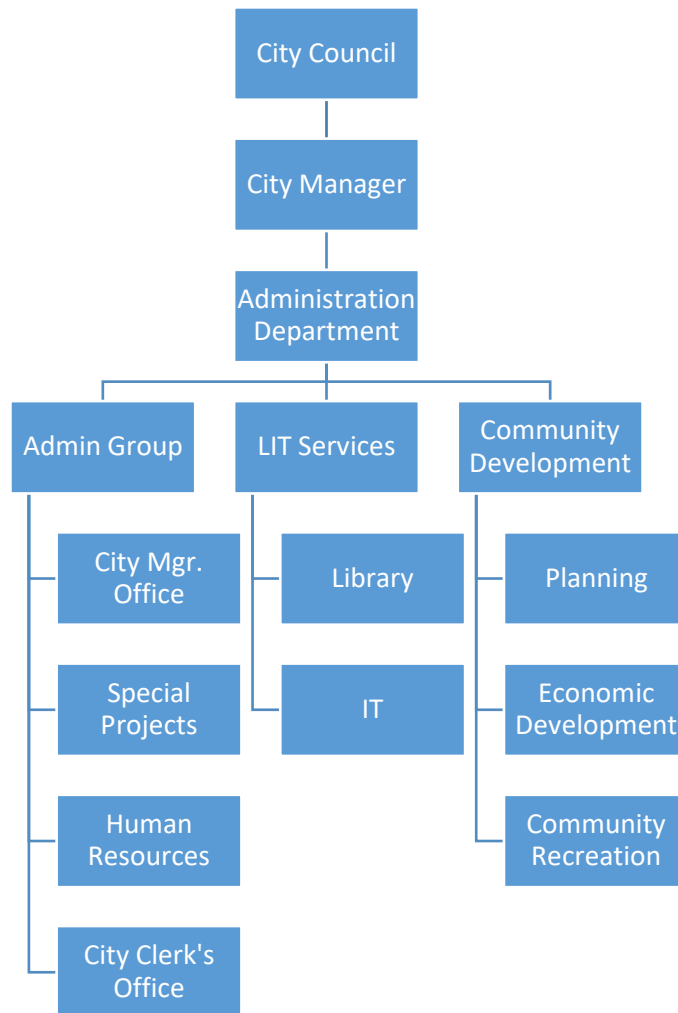 City Council
City Manager
Administration
Department
Admin Group
LIT Services
Community
Development
City Mgr.
Office
Library
Planning
Special
Projects
IT
Economic
Development
Human
Resources
Community
Recreation
City Clerk's
Office